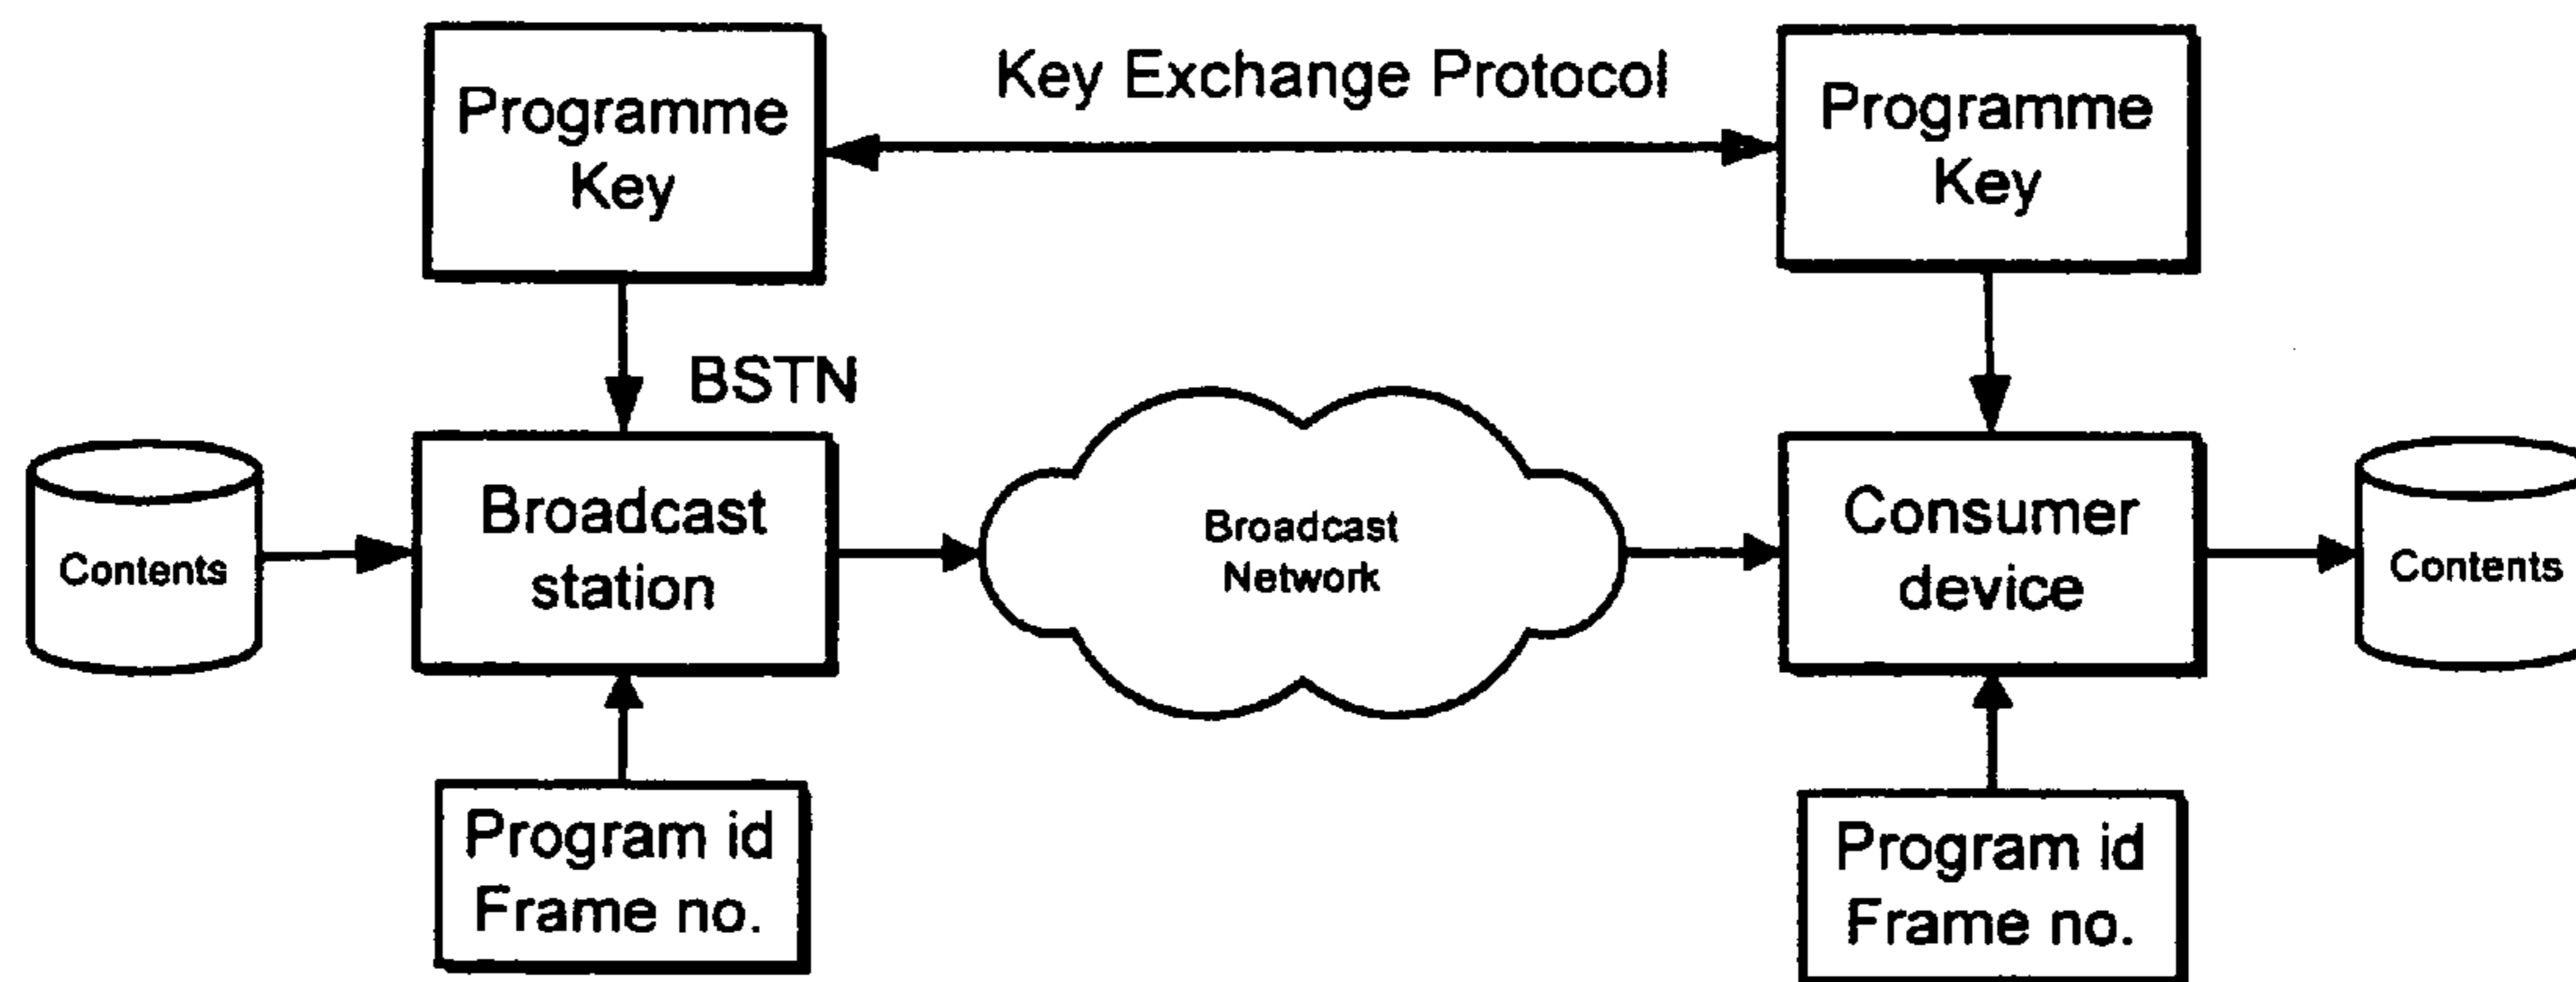 Programme
Key
Key Exchange Protocol
Programme
Key
BSTN
Contents
Broadcast
station
Broadcast
Network
Consumer
device
Contents
Program id
Frame no.
Program id
Frame no.